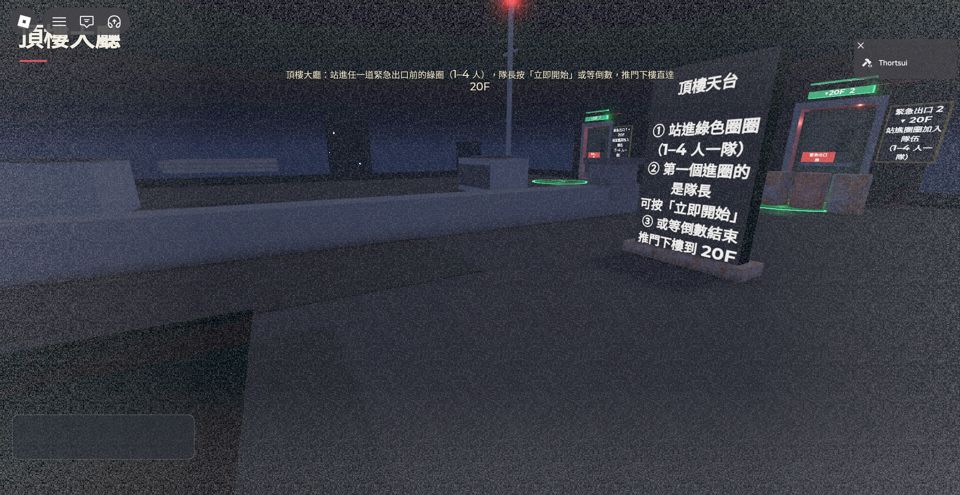 頂樓大廳
頂樓大廳：站進任一道緊急出口前的綠圈（1–4 人），隊長按「立即開始」或等倒數，推門下樓直達
20F
Thortsui
頂樓天台
① 站進綠色圈圈
（1–4 人一隊）
② 第一個進圈的
是隊長
可按「立即開始」
③ 或等倒數結束
推門下樓到 20F
緊急出口 2
▼ 20F
站進圈圈加入
隊伍
（1–4 人一
隊）